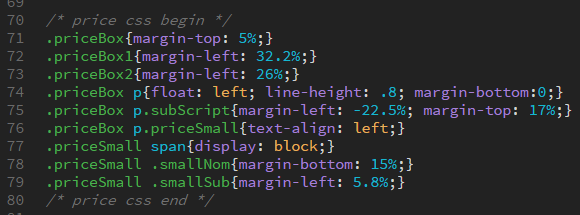 69
70 /* price css begin */
71 .priceBox{margin-top: 5%;}
72 .priceBox1{margin-left: 32.2%;}
73 .priceBox2{margin-left: 26%;}
74 .priceBox p{float: left; line-height: .8; margin-bottom:0;}
75 .priceBox p.subScript{margin-left: -22.5%; margin-top: 17%;}
76 .priceBox p.priceSmall{text-align: left;}
77 .priceSmall span{display: block;}
78 .priceSmall .smallNom{margin-bottom: 15%;}
79 .priceSmall .smallSub{margin-left: 5.8%;}
80 /* price css end */